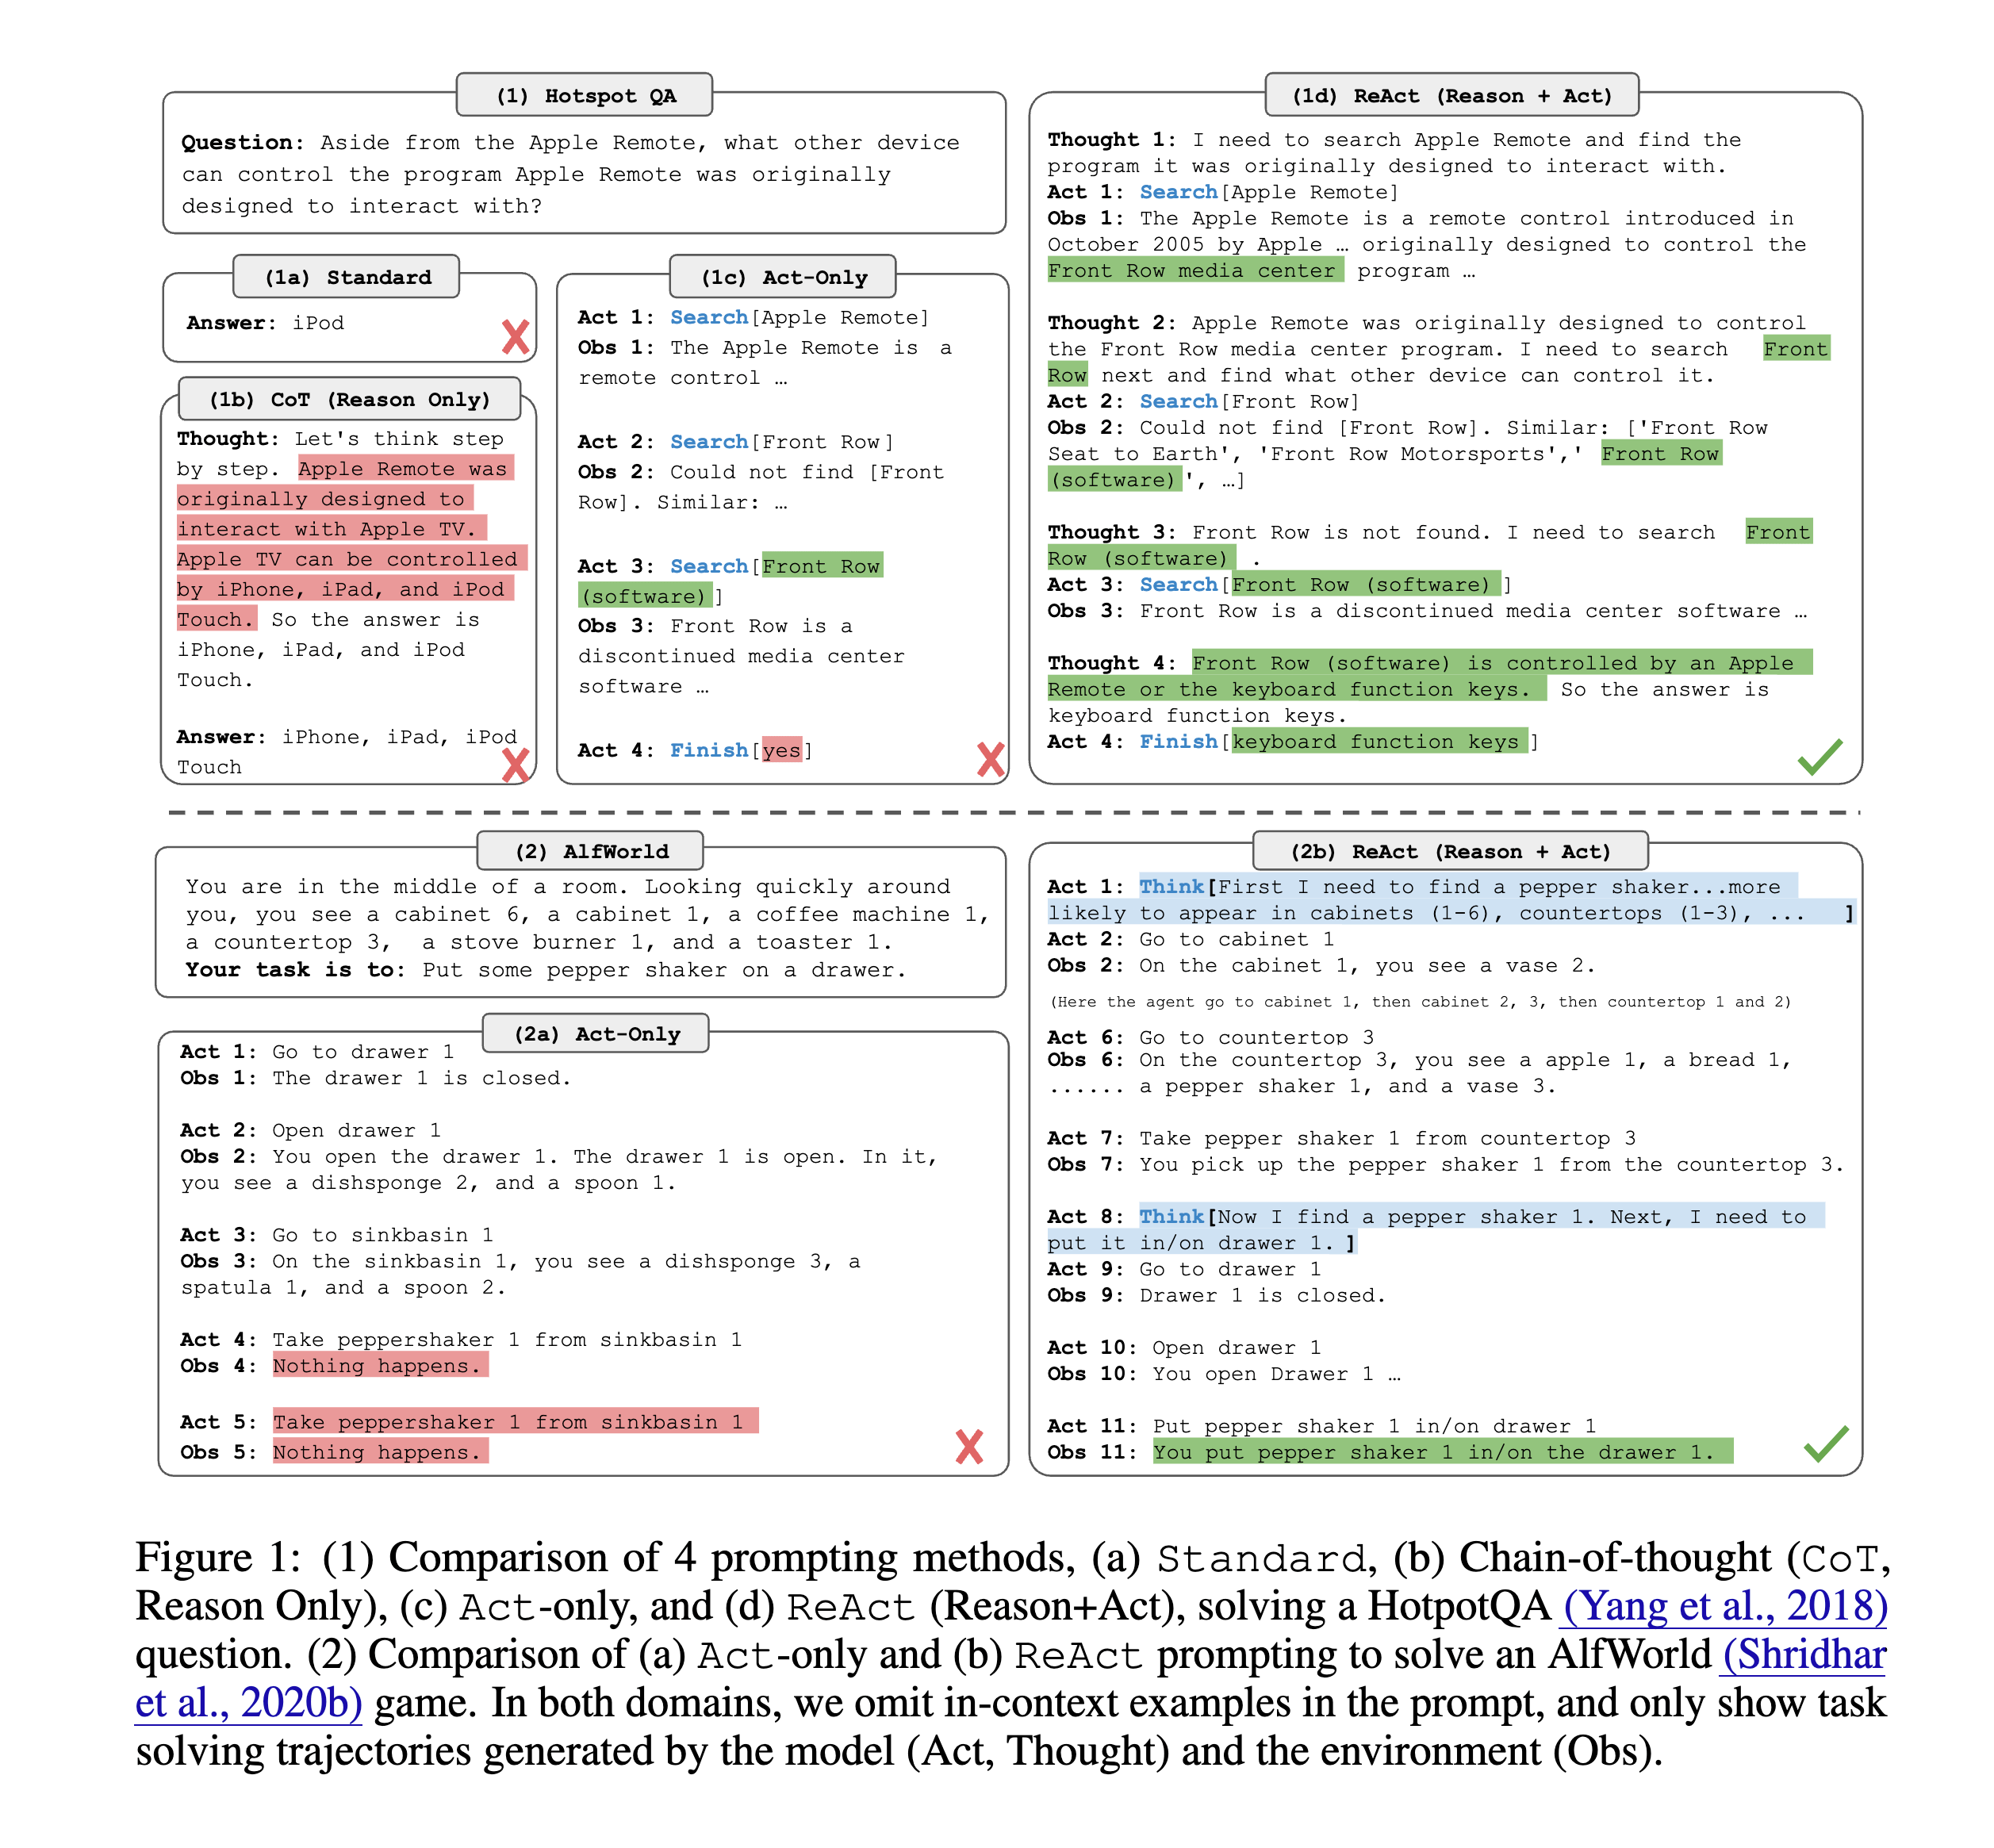 (1) Hotspot QA
Question: Aside from the Apple Remote, what other device
can control the program Apple Remote was originally
designed to interact with?
(1a) Standard
Answer: iPod
(1b) CoT (Reason Only)
Thought: Let's think step
by step. Apple Remote was
originally designed to
interact with Apple TV.
Apple TV can be controlled
by iPhone, iPad, and iPod
Touch. So the answer is
iPhone, iPad, and iPod
Touch.
Answer: iPhone, iPad, iPod
Touch
(1c) Act-Only
Act 1: Search[Apple Remote]
Obs 1: The Apple Remote is a
remote control …
Act 2: Search[Front Row]
Obs 2: Could not find [Front
Row]. Similar: …
Act 3: Search[Front Row
(software)]
Obs 3: Front Row is a
discontinued media center
software …
Act 4: Finish[yes]
(1d) ReAct (Reason + Act)
Thought 1: I need to search Apple Remote and find the
program it was originally designed to interact with.
Act 1: Search[Apple Remote]
Obs 1: The Apple Remote is a remote control introduced in
October 2005 by Apple … originally designed to control the
Front Row media center program …
Thought 2: Apple Remote was originally designed to control
the Front Row media center program. I need to search Front
Row next and find what other device can control it.
Act 2: Search[Front Row]
Obs 2: Could not find [Front Row]. Similar: ['Front Row
Seat to Earth', 'Front Row Motorsports',' Front Row
(software)', …]
Thought 3: Front Row is not found. I need to search Front
Row (software) .
Act 3: Search[Front Row (software)]
Obs 3: Front Row is a discontinued media center software …
Thought 4: Front Row (software) is controlled by an Apple
Remote or the keyboard function keys. So the answer is
keyboard function keys.
Act 4: Finish[keyboard function keys]
(2) AlfWorld
You are in the middle of a room. Looking quickly around
you, you see a cabinet 6, a cabinet 1, a coffee machine 1,
a countertop 3, a stove burner 1, and a toaster 1.
Your task is to: Put some pepper shaker on a drawer.
(2a) Act-Only
Act 1: Go to drawer 1
Obs 1: The drawer 1 is closed.
Act 2: Open drawer 1
Obs 2: You open the drawer 1. The drawer 1 is open. In it,
you see a dishsponge 2, and a spoon 1.
Act 3: Go to sinkbasin 1
Obs 3: On the sinkbasin 1, you see a dishsponge 3, a
spatula 1, and a spoon 2.
Act 4: Take peppershaker 1 from sinkbasin 1
Obs 4: Nothing happens.
Act 5: Take peppershaker 1 from sinkbasin 1
Obs 5: Nothing happens.
(2b) ReAct (Reason + Act)
Act 1: Think[First I need to find a pepper shaker...more
likely to appear in cabinets (1-6), countertops (1-3), ... ]
Act 2: Go to cabinet 1
Obs 2: On the cabinet 1, you see a vase 2.
(Here the agent go to cabinet 1, then cabinet 2, 3, then countertop 1 and 2)
Act 6: Go to countertop 3
Obs 6: On the countertop 3, you see a apple 1, a bread 1,
...... a pepper shaker 1, and a vase 3.
Act 7: Take pepper shaker 1 from countertop 3
Obs 7: You pick up the pepper shaker 1 from the countertop 3.
Act 8: Think[Now I find a pepper shaker 1. Next, I need to
put it in/on drawer 1. ]
Act 9: Go to drawer 1
Obs 9: Drawer 1 is closed.
Act 10: Open drawer 1
Obs 10: You open Drawer 1 …
Act 11: Put pepper shaker 1 in/on drawer 1
Obs 11: You put pepper shaker 1 in/on the drawer 1.
Figure 1: (1) Comparison of 4 prompting methods, (a) Standard, (b) Chain-of-thought (CoT,
Reason Only), (c) Act-only, and (d) ReAct (Reason+Act), solving a HotpotQA (Yang et al., 2018)
question. (2) Comparison of (a) Act-only and (b) ReAct prompting to solve an AlfWorld (Shridhar
et al., 2020b) game. In both domains, we omit in-context examples in the prompt, and only show task
solving trajectories generated by the model (Act, Thought) and the environment (Obs).